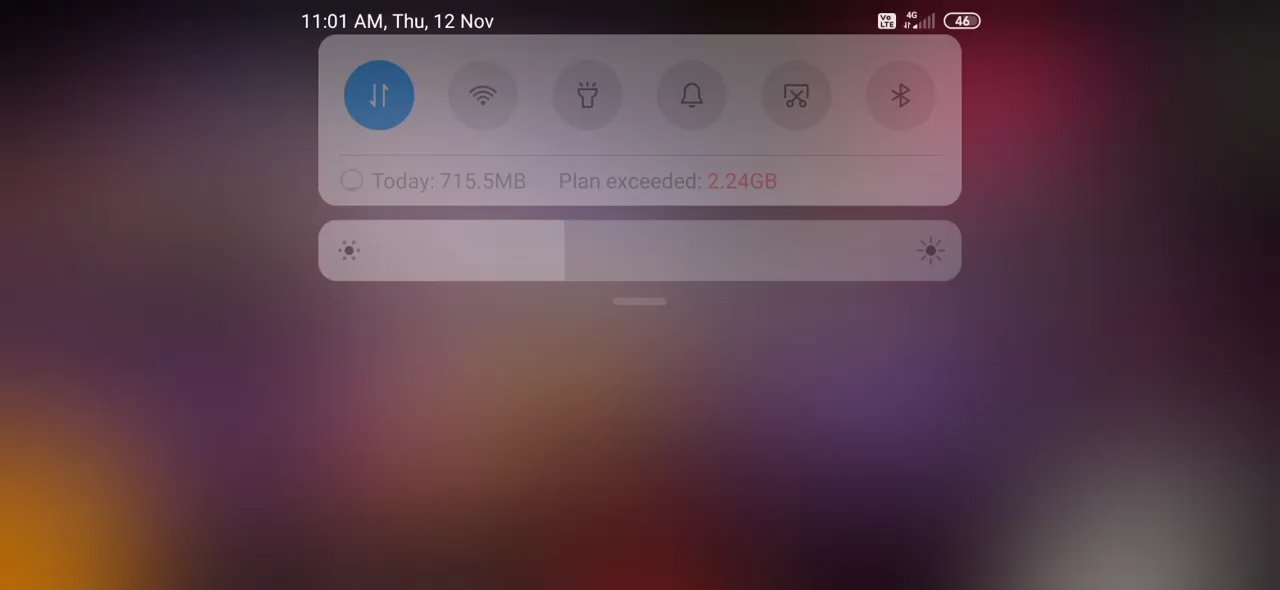 11:01 AM, Thu, 12 Nov
Vo LTE 4G 46
Today: 715.5MB Plan exceeded: 2.24GB